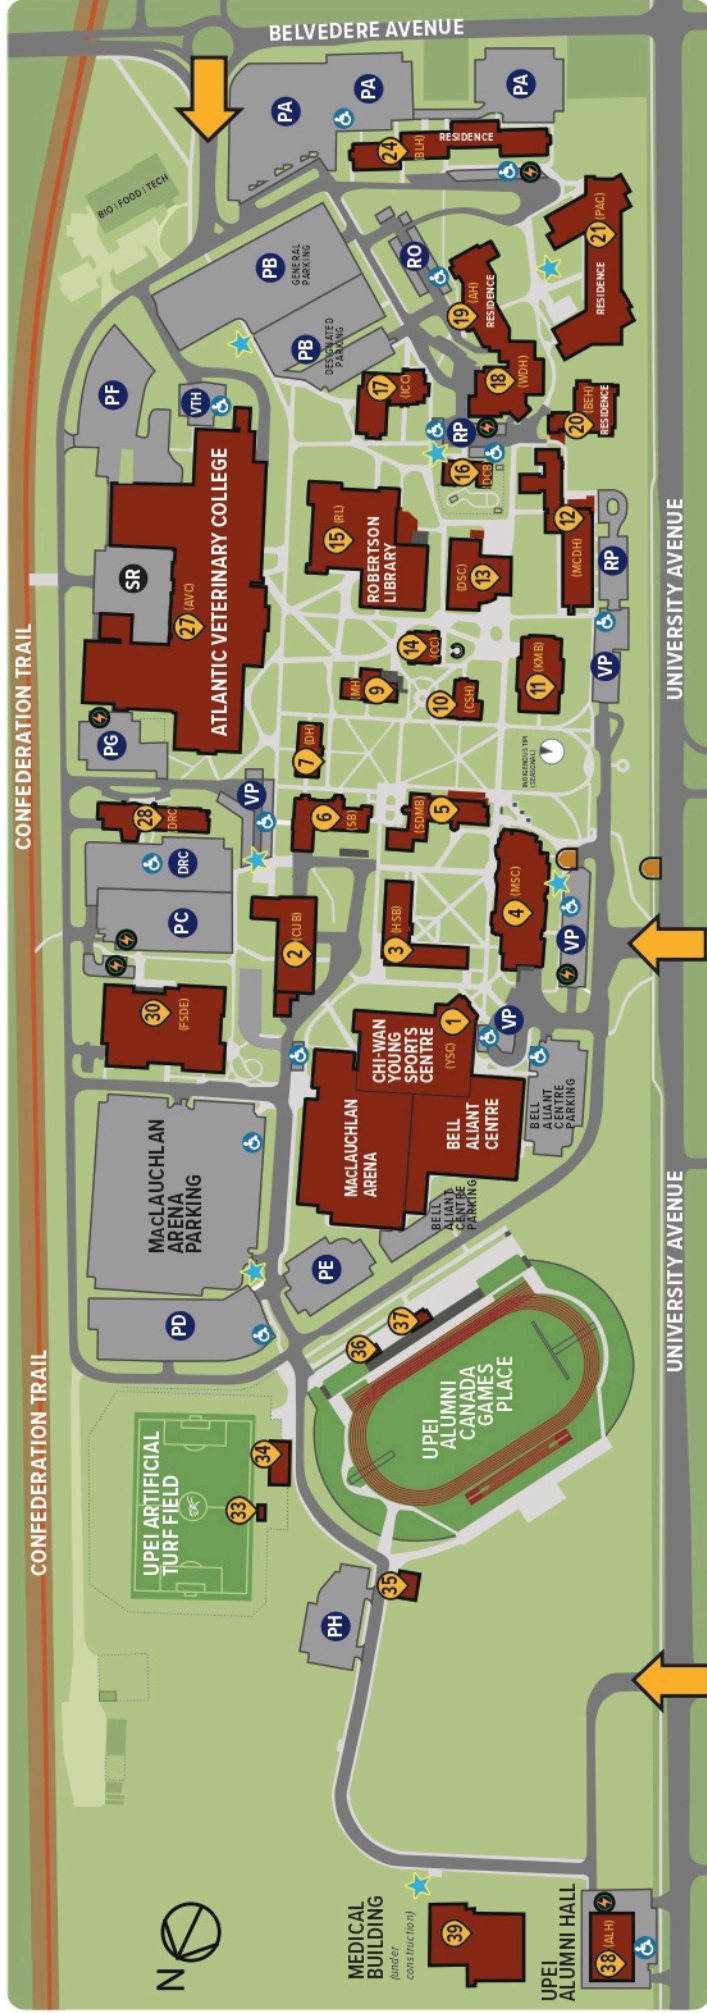 BELVEDERE AVENUE
PA
PA
PA
24
(BLH)
RESIDENCE
BIO | FOOD | TECH
PB
GENERAL
PARKING
RO
21
(PAC)
RESIDENCE
19
(AH)
RESIDENCE
PB
DESIGNATED
PARKING
PF
VTH
17
(ICC)
18
(WDH)
RP
20
(BEH)
RESIDENCE
16
DCB
SR
27
(AVC)
ATLANTIC VETERINARY COLLEGE
15
(RL)
ROBERTSON
LIBRARY
(DSC)
13
12
(MCDH)
RP
UNIVERSITY AVENUE
CONFEDERATION TRAIL
14
(CC)
9
(MH)
10
(CSH)
11
(KMB)
VP
PG
7
(DH)
INDIGENOUS TIPI
(SEASONAL)
28
(DRC)
VP
6
(SB)
(SDMB)
5
DRC
PC
2
(CUB)
3
(HSB)
4
(MSC)
VP
30
(FSDE)
CHI-WAN
YOUNG
SPORTS
CENTRE
1
(YSC)
VP
MACLAUCHLAN
ARENA
BELL
ALIANT
CENTRE
BELL
ALIANT
CENTRE
PARKING
MacLAUCHLAN
ARENA
PARKING
BELL
ALIANT
CENTRE
PARKING
UNIVERSITY AVENUE
PE
PD
37
36
CONFEDERATION TRAIL
UPEI
ALUMNI
CANADA
GAMES
PLACE
UPEI ARTIFICIAL
TURF FIELD
34
33
35
PH
N
MEDICAL
BUILDING
(under
construction)
39
UPEI
ALUMNI HALL
38
(ALH)